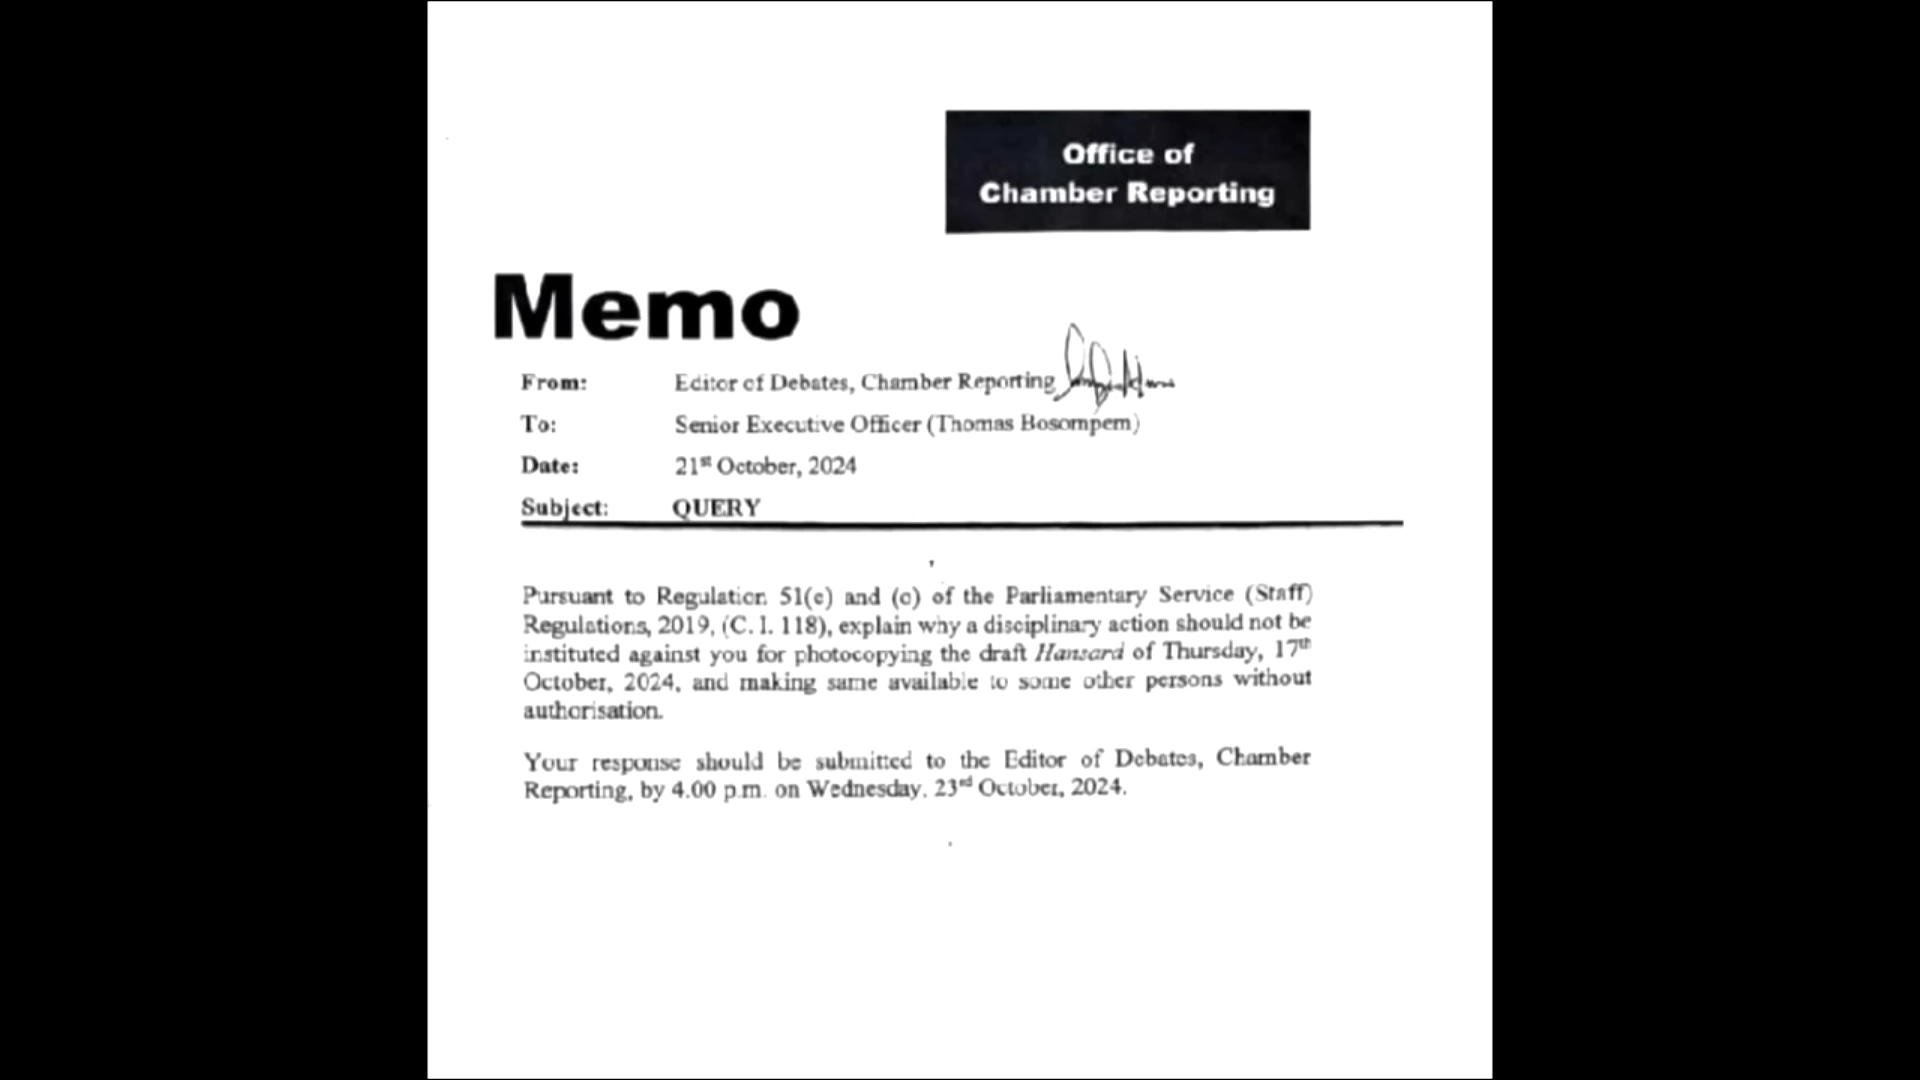 Office of
Chamber Reporting
Memo
From: Editor of Debates, Chamber Reporting
To: Senior Executive Officer (Thomas Bosompem)
Date: 21st October, 2024
Subject: QUERY
Pursuant to Regulation 51(c) and (o) of the Parliamentary Service (Staff)
Regulations, 2019, (C. I. 118), explain why a disciplinary action should not be
instituted against you for photocopying the draft Hansard of Thursday, 17th
October, 2024, and making same available to some other persons without
authorisation.
Your response should be submitted to the Editor of Debates, Chamber
Reporting, by 4.00 p.m. on Wednesday, 23rd October, 2024.